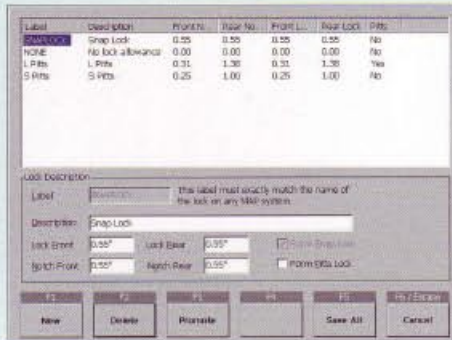 Label Description Front N... Rear No... Front L... Rear Lock Pitts
SNAPLOCK Snap Lock 0.55 0.55 0.55 0.55 No
NONE No lock allowance 0.00 0.00 0.00 0.00 No
L Pitts L Pitts 0.31 1.38 0.31 1.38 Yes
S Pitts S Pitts 0.25 1.00 0.25 1.00 No
Lock Description
Label This label must exactly match the name of
the lock on any MAP system.
Description Snap Lock
Lock Front 0.55" Lock Rear 0.55"
Notch Front 0.55" Notch Rear 0.55" Form Pitts Lock
F1 F2 F3 F4 F5 F6 / Escape
New Delete Promote Save All Cancel